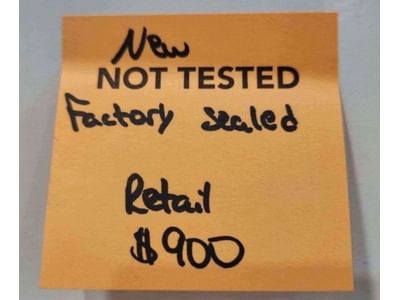 New
NOT TESTED
Factory sealed
Retail
$900